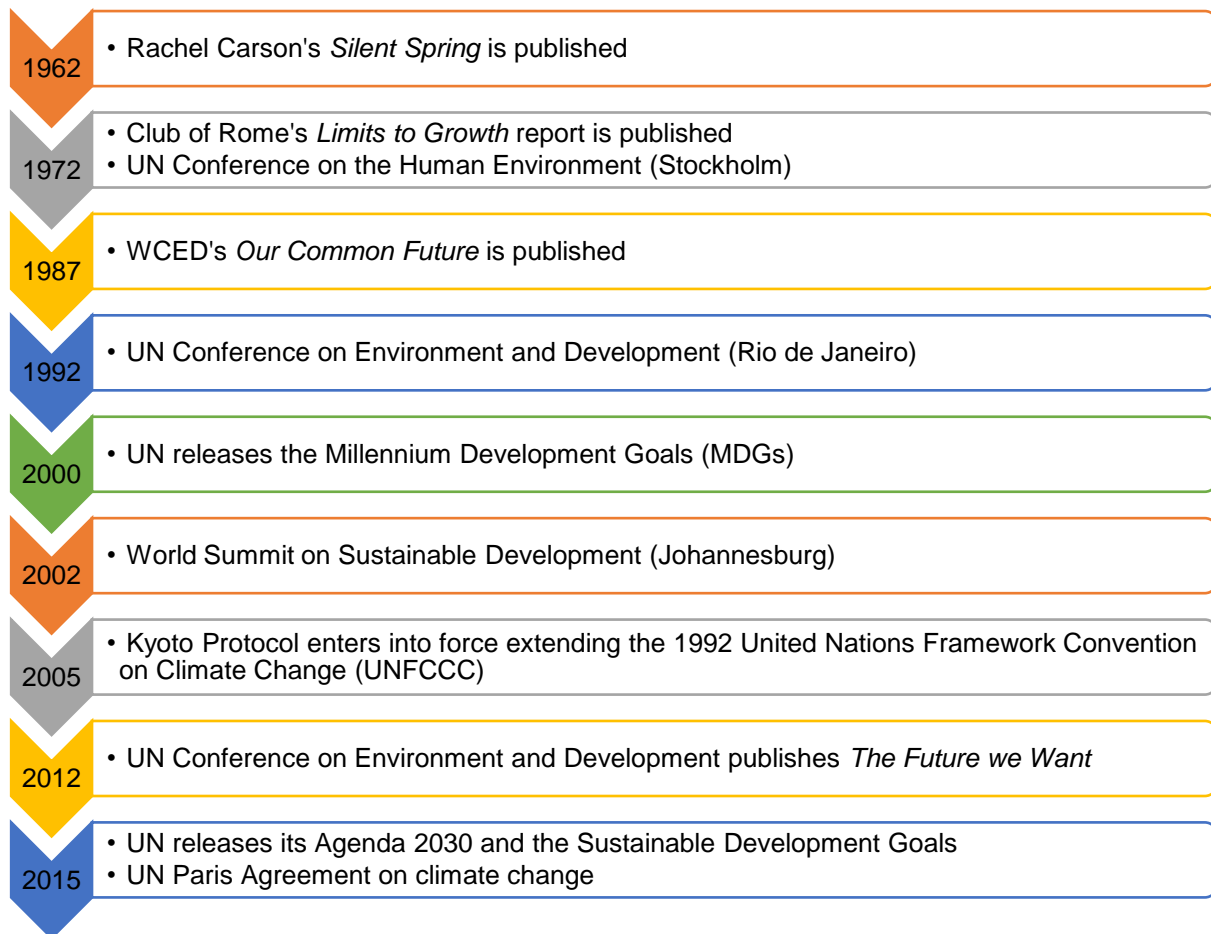 1962
• Rachel Carson's Silent Spring is published
1972
• Club of Rome's Limits to Growth report is published
• UN Conference on the Human Environment (Stockholm)
1987
• WCED's Our Common Future is published
1992
• UN Conference on Environment and Development (Rio de Janeiro)
2000
• UN releases the Millennium Development Goals (MDGs)
2002
• World Summit on Sustainable Development (Johannesburg)
2005
• Kyoto Protocol enters into force extending the 1992 United Nations Framework Convention
on Climate Change (UNFCCC)
2012
• UN Conference on Environment and Development publishes The Future we Want
2015
• UN releases its Agenda 2030 and the Sustainable Development Goals
• UN Paris Agreement on climate change